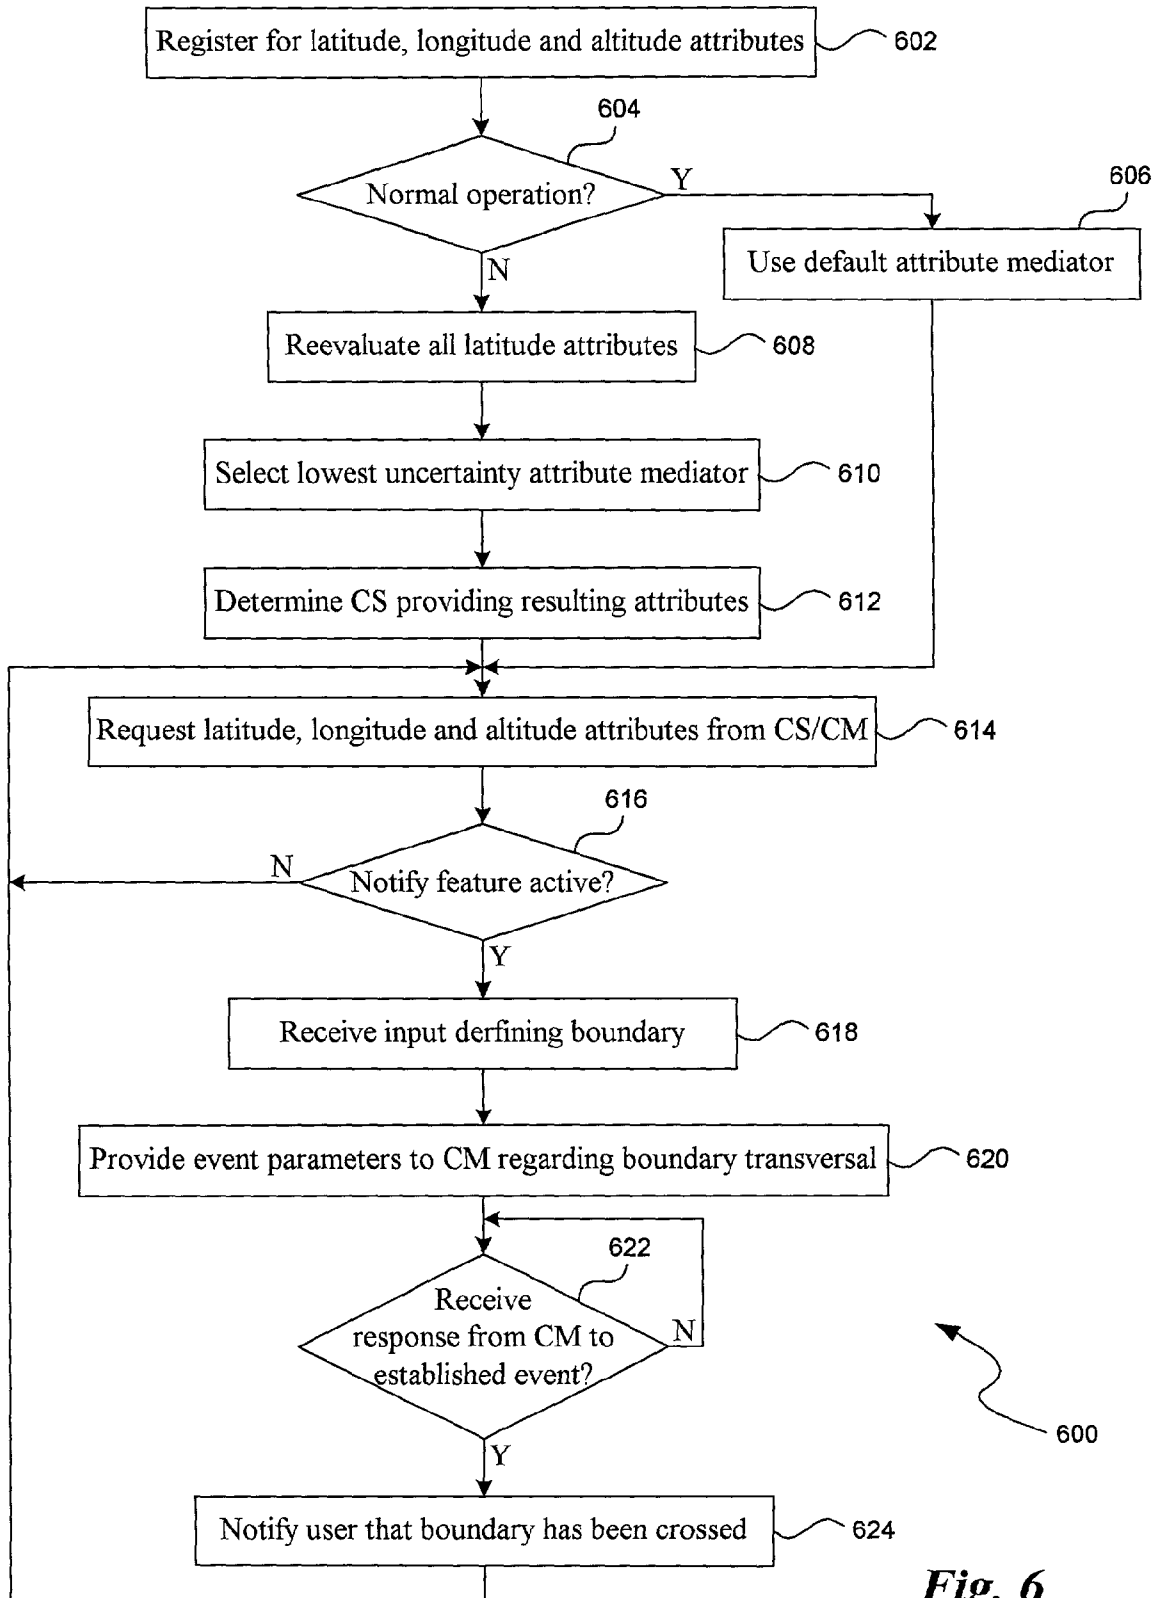 Register for latitude, longitude and altitude attributes
602
604
Normal operation?
Y
606
Use default attribute mediator
N
Reevaluate all latitude attributes
608
Select lowest uncertainty attribute mediator
610
Determine CS providing resulting attributes
612
Request latitude, longitude and altitude attributes from CS/CM
614
616
N
Notify feature active?
Y
Receive input derfining boundary
618
Provide event parameters to CM regarding boundary transversal
620
622
Receive
response from CM to
established event?
N
600
Y
Notify user that boundary has been crossed
624
Fig. 6